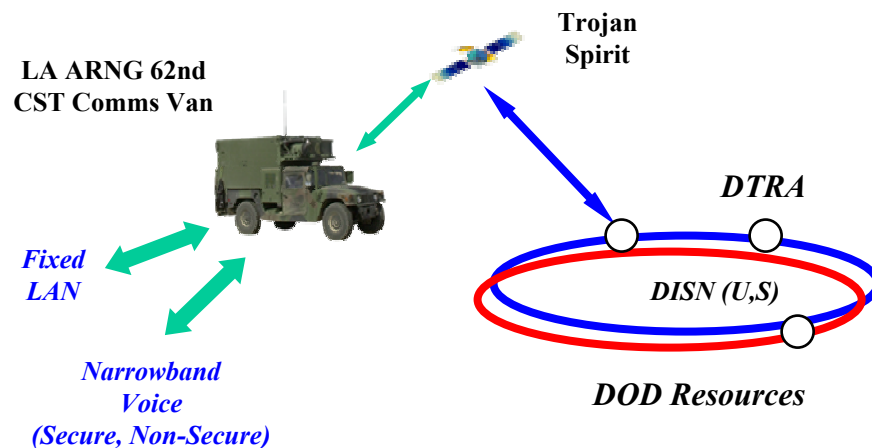 Trojan
Spirit
LA ARNG 62nd
CST Comms Van
DTRA
Fixed
LAN
DISN (U,S)
Narrowband
Voice
(Secure, Non-Secure)
DOD Resources